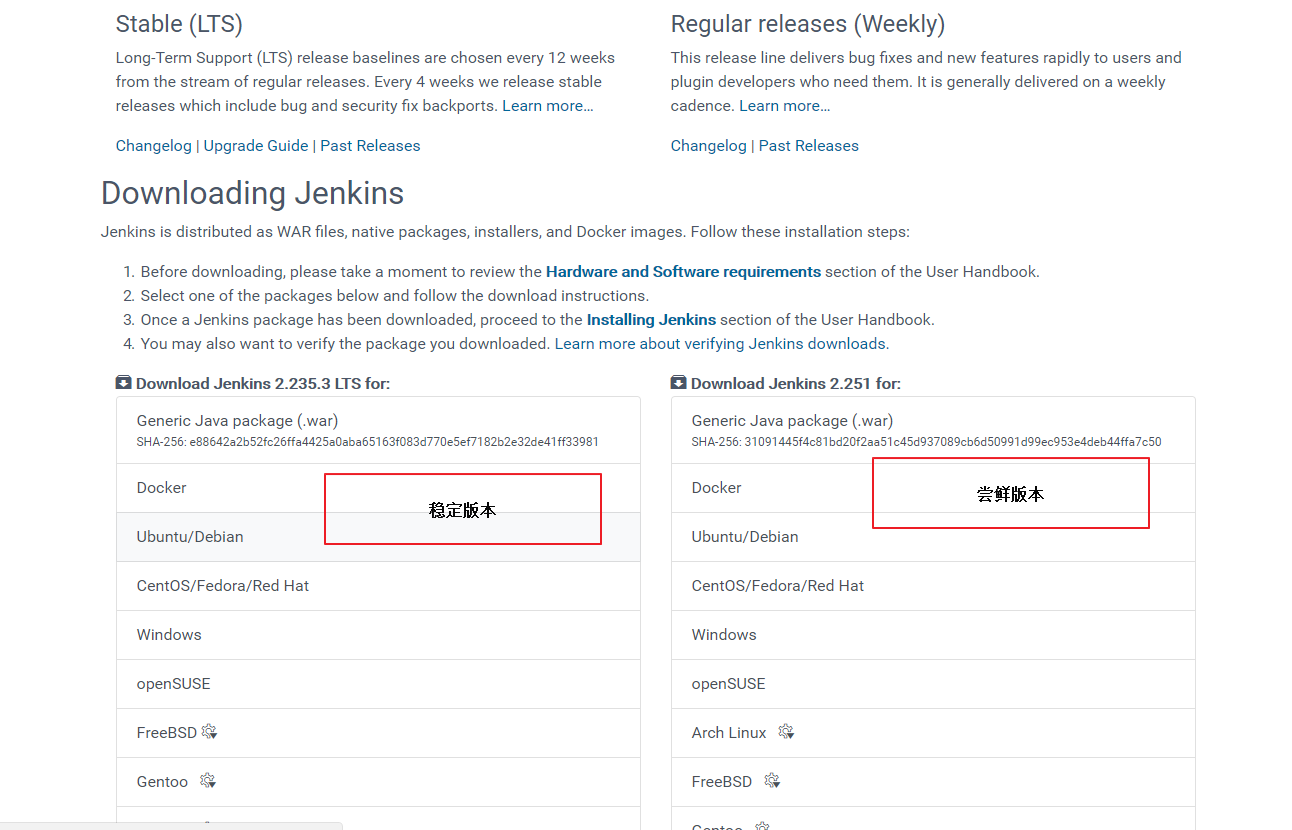 Stable (LTS)
Long-Term Support (LTS) release baselines are chosen every 12 weeks
from the stream of regular releases. Every 4 weeks we release stable
releases which include bug and security fix backports. Learn more…
Changelog | Upgrade Guide | Past Releases
Regular releases (Weekly)
This release line delivers bug fixes and new features rapidly to users and
plugin developers who need them. It is generally delivered on a weekly
cadence. Learn more…
Changelog | Past Releases
Downloading Jenkins
Jenkins is distributed as WAR files, native packages, installers, and Docker images. Follow these installation steps:
1. Before downloading, please take a moment to review the Hardware and Software requirements section of the User Handbook.
2. Select one of the packages below and follow the download instructions.
3. Once a Jenkins package has been downloaded, proceed to the Installing Jenkins section of the User Handbook.
4. You may also want to verify the package you downloaded. Learn more about verifying Jenkins downloads.
Download Jenkins 2.235.3 LTS for:
Generic Java package (.war)
SHA-256: e88642a2b52fc26ffa4425a0aba65163f083d770e5ef7182b2e32de41ff33981
Docker
稳定版本
Ubuntu/Debian
CentOS/Fedora/Red Hat
Windows
openSUSE
FreeBSD
Gentoo
Download Jenkins 2.251 for:
Generic Java package (.war)
SHA-256: 31091445f4c81bd20f2aa51c45d937089cb6d50991d99ec953e4deb44ffa7c50
Docker
尝鲜版本
Ubuntu/Debian
CentOS/Fedora/Red Hat
Windows
openSUSE
Arch Linux
FreeBSD
Gentoo